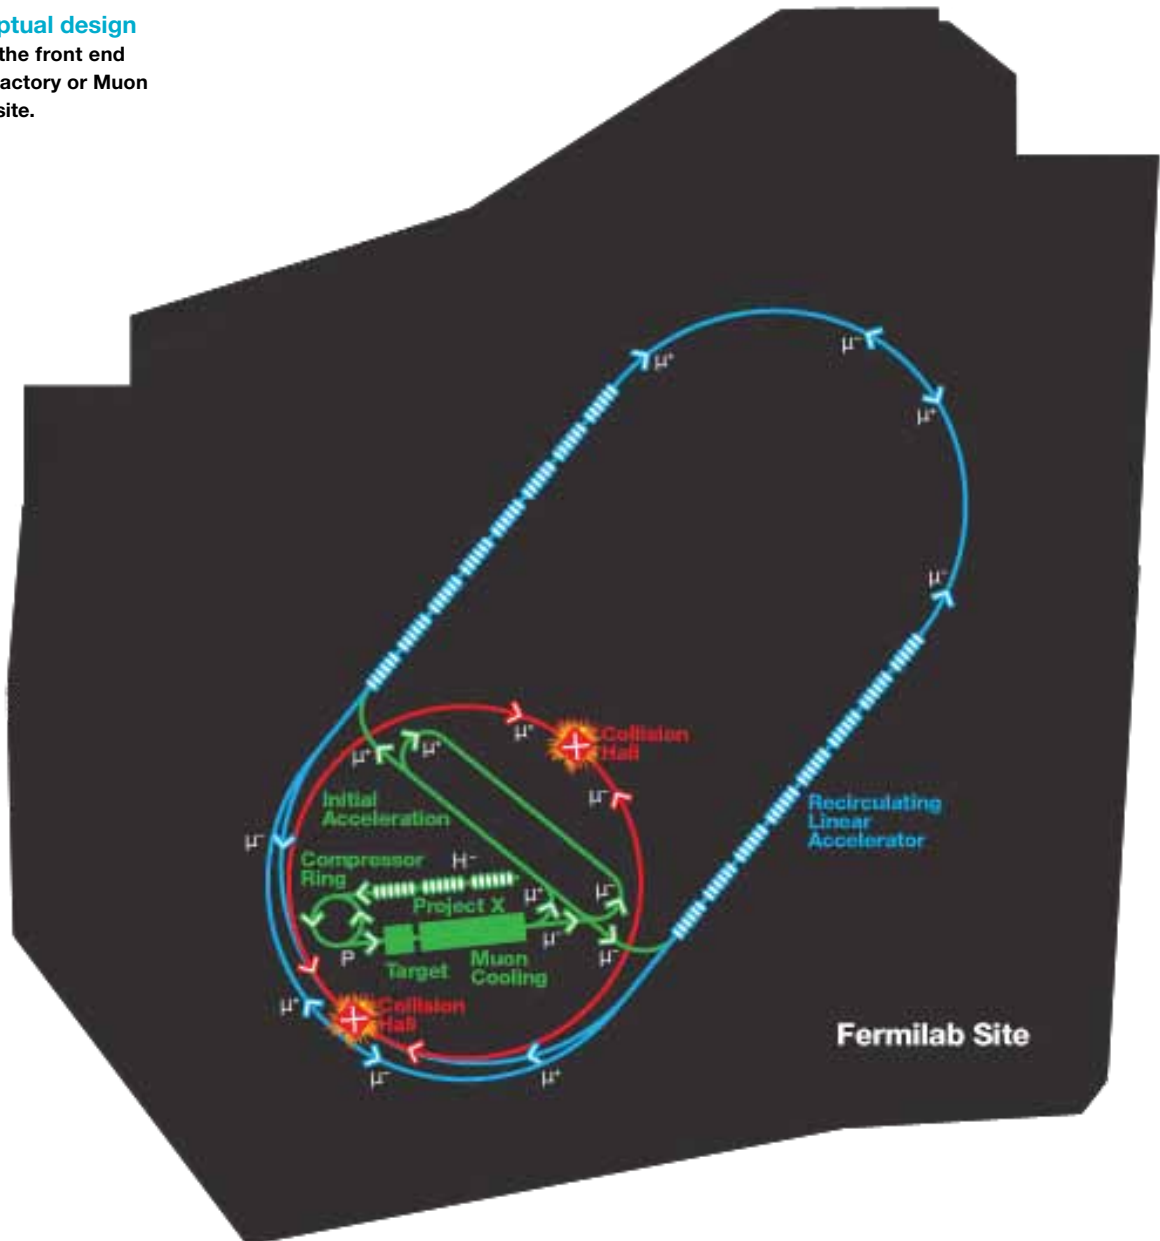 ptual design
the front end
actory or Muon
site.
μ⁺
μ⁻
μ⁺
μ⁻
μ⁺
Collision
Hall
μ⁺
μ⁺
μ⁻
Initial
Acceleration
Recirculating
Linear
Accelerator
μ⁻
Compressor
Ring
H⁻
μ⁺
μ⁻
Project X
μ⁻
P
Target
Muon
Cooling
μ⁻
μ⁺
Collision
Hall
Fermilab Site
μ⁻
μ⁺